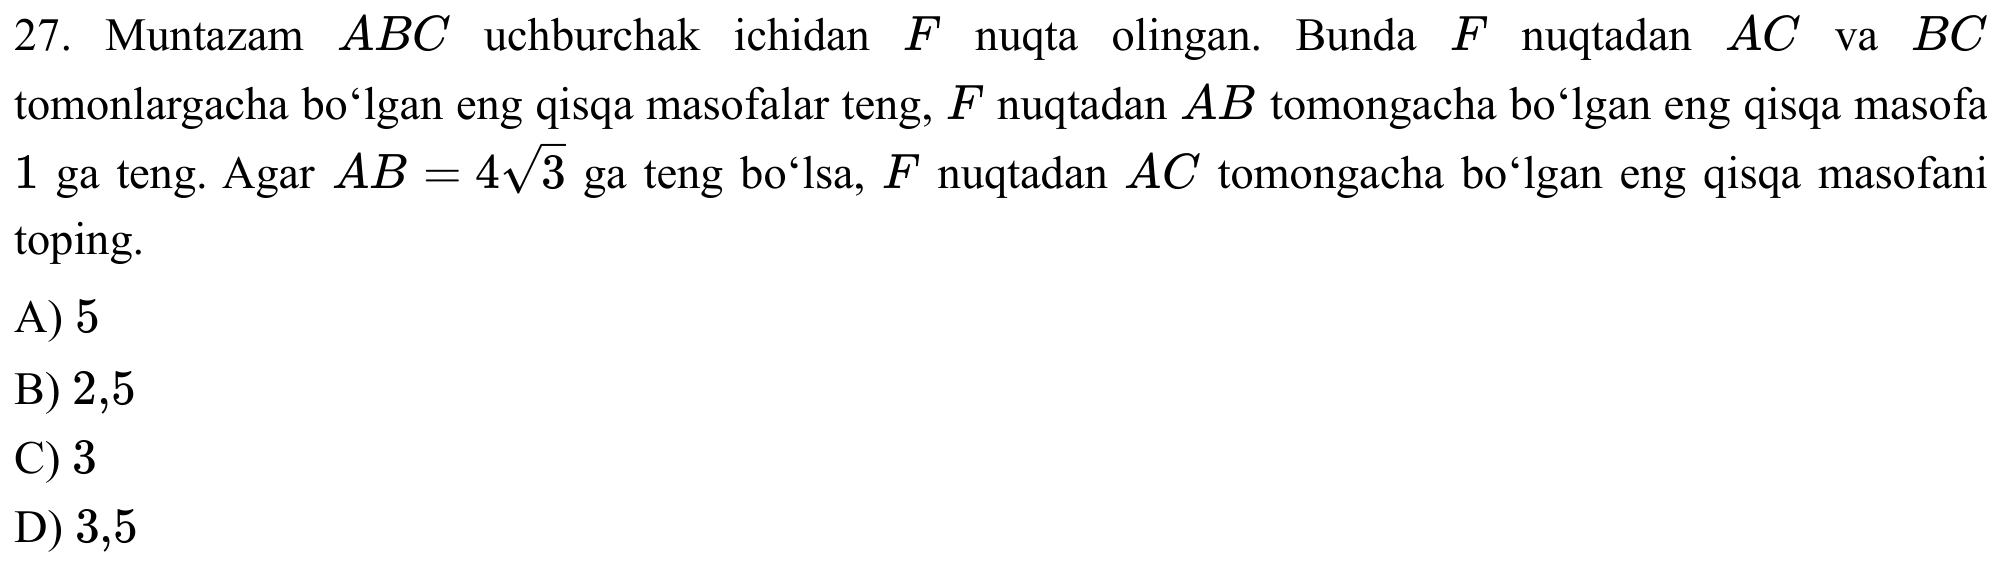 27. Muntazam ABC uchburchak ichidan F nuqta olingan. Bunda F nuqtadan AC va BC
tomonlargacha bo‘lgan eng qisqa masofalar teng, F nuqtadan AB tomongacha bo‘lgan eng qisqa masofa
1 ga teng. Agar AB = 4√3 ga teng bo‘lsa, F nuqtadan AC tomongacha bo‘lgan eng qisqa masofani
toping.
A) 5
B) 2,5
C) 3
D) 3,5